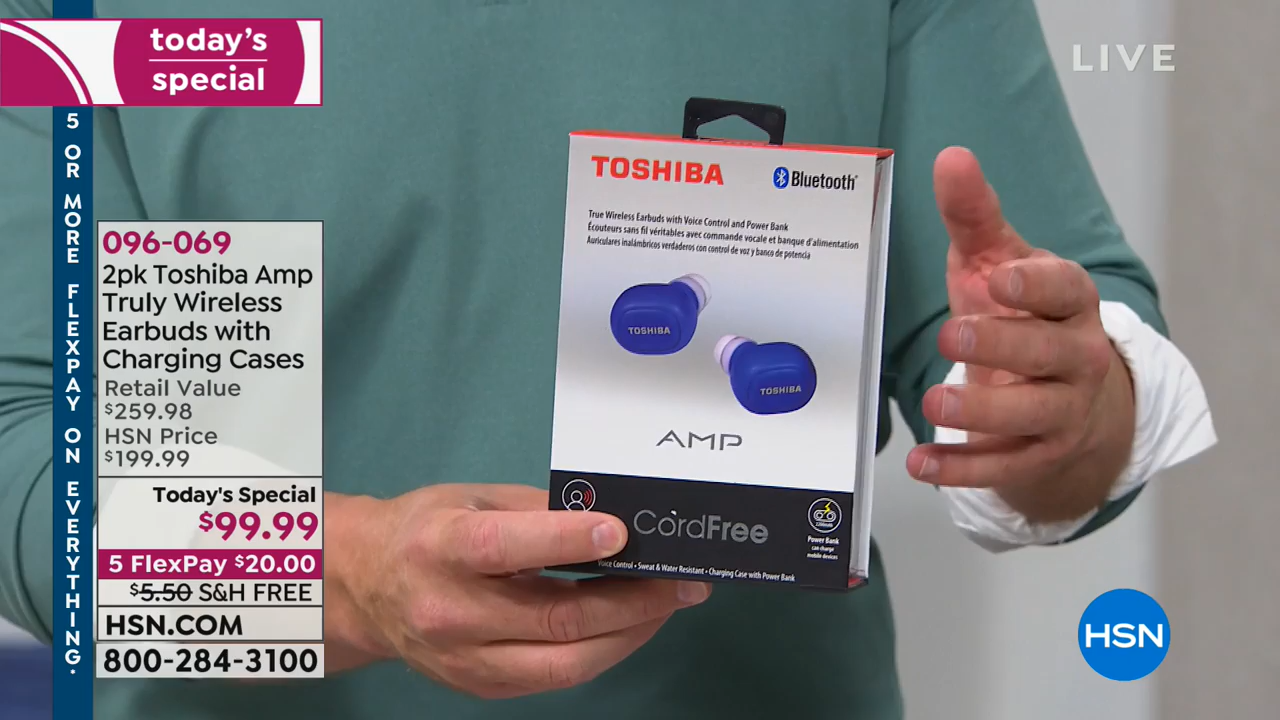 today's
special
LIVE
5 OR MORE FLEXPAY ON EVERYTHING.
096-069
2pk Toshiba Amp
Truly Wireless
Earbuds with
Charging Cases
Retail Value
$259.98
HSN Price
$199.99
Today's Special
$99.99
5 FlexPay $20.00
$5.50 S&H FREE
HSN.COM
800-284-3100
TOSHIBA
Bluetooth®
True Wireless Earbuds with Voice Control and Power Bank
Écouteurs sans fil véritables avec commande vocale et banque d'alimentation
Auriculares inalámbricos verdaderos con control de voz y banco de potencia
TOSHIBA
TOSHIBA
AMP
CordFree
Power Bank
can charge
mobile devices
Voice Control • Sweat & Water Resistant • Charging Case with Power Bank
HSN